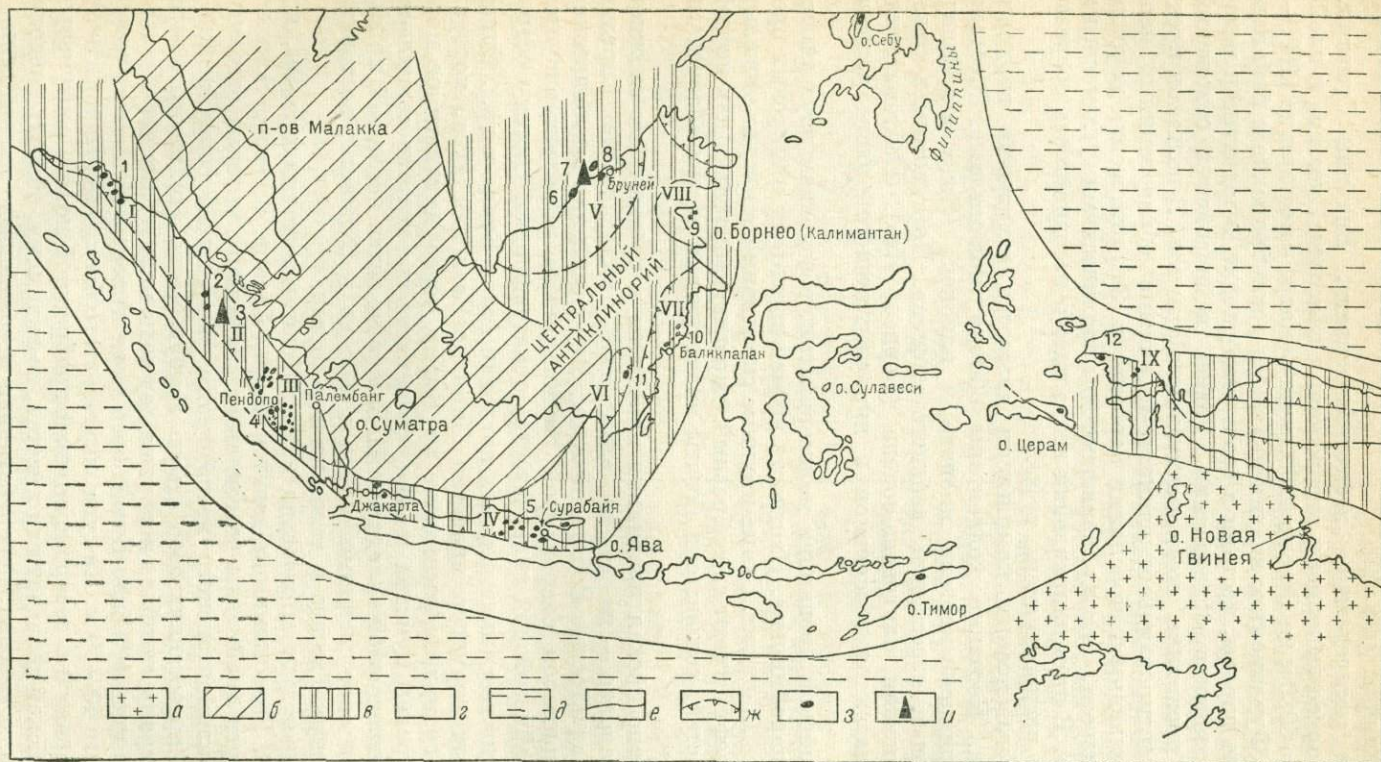 о. Себу
Филиппины
п-ов Малакка
1
I
7
8
Бруней
6
V
VIII
9
о. Борнео (Калимантан)
ЦЕНТРАЛЬНЫЙ
АНТИКЛИНОРИЙ
2
3
II
VII
10
Баликпапан
12
IX
Пендопо
III
Палембанг
4
о. Суматра
VI
11
о. Сулавеси
о. Церам
Джакарта
IV
5
Сурабайя
о. Ява
о. Новая
Гвинея
о. Тимор
а
б
в
г
д
е
ж
з
и